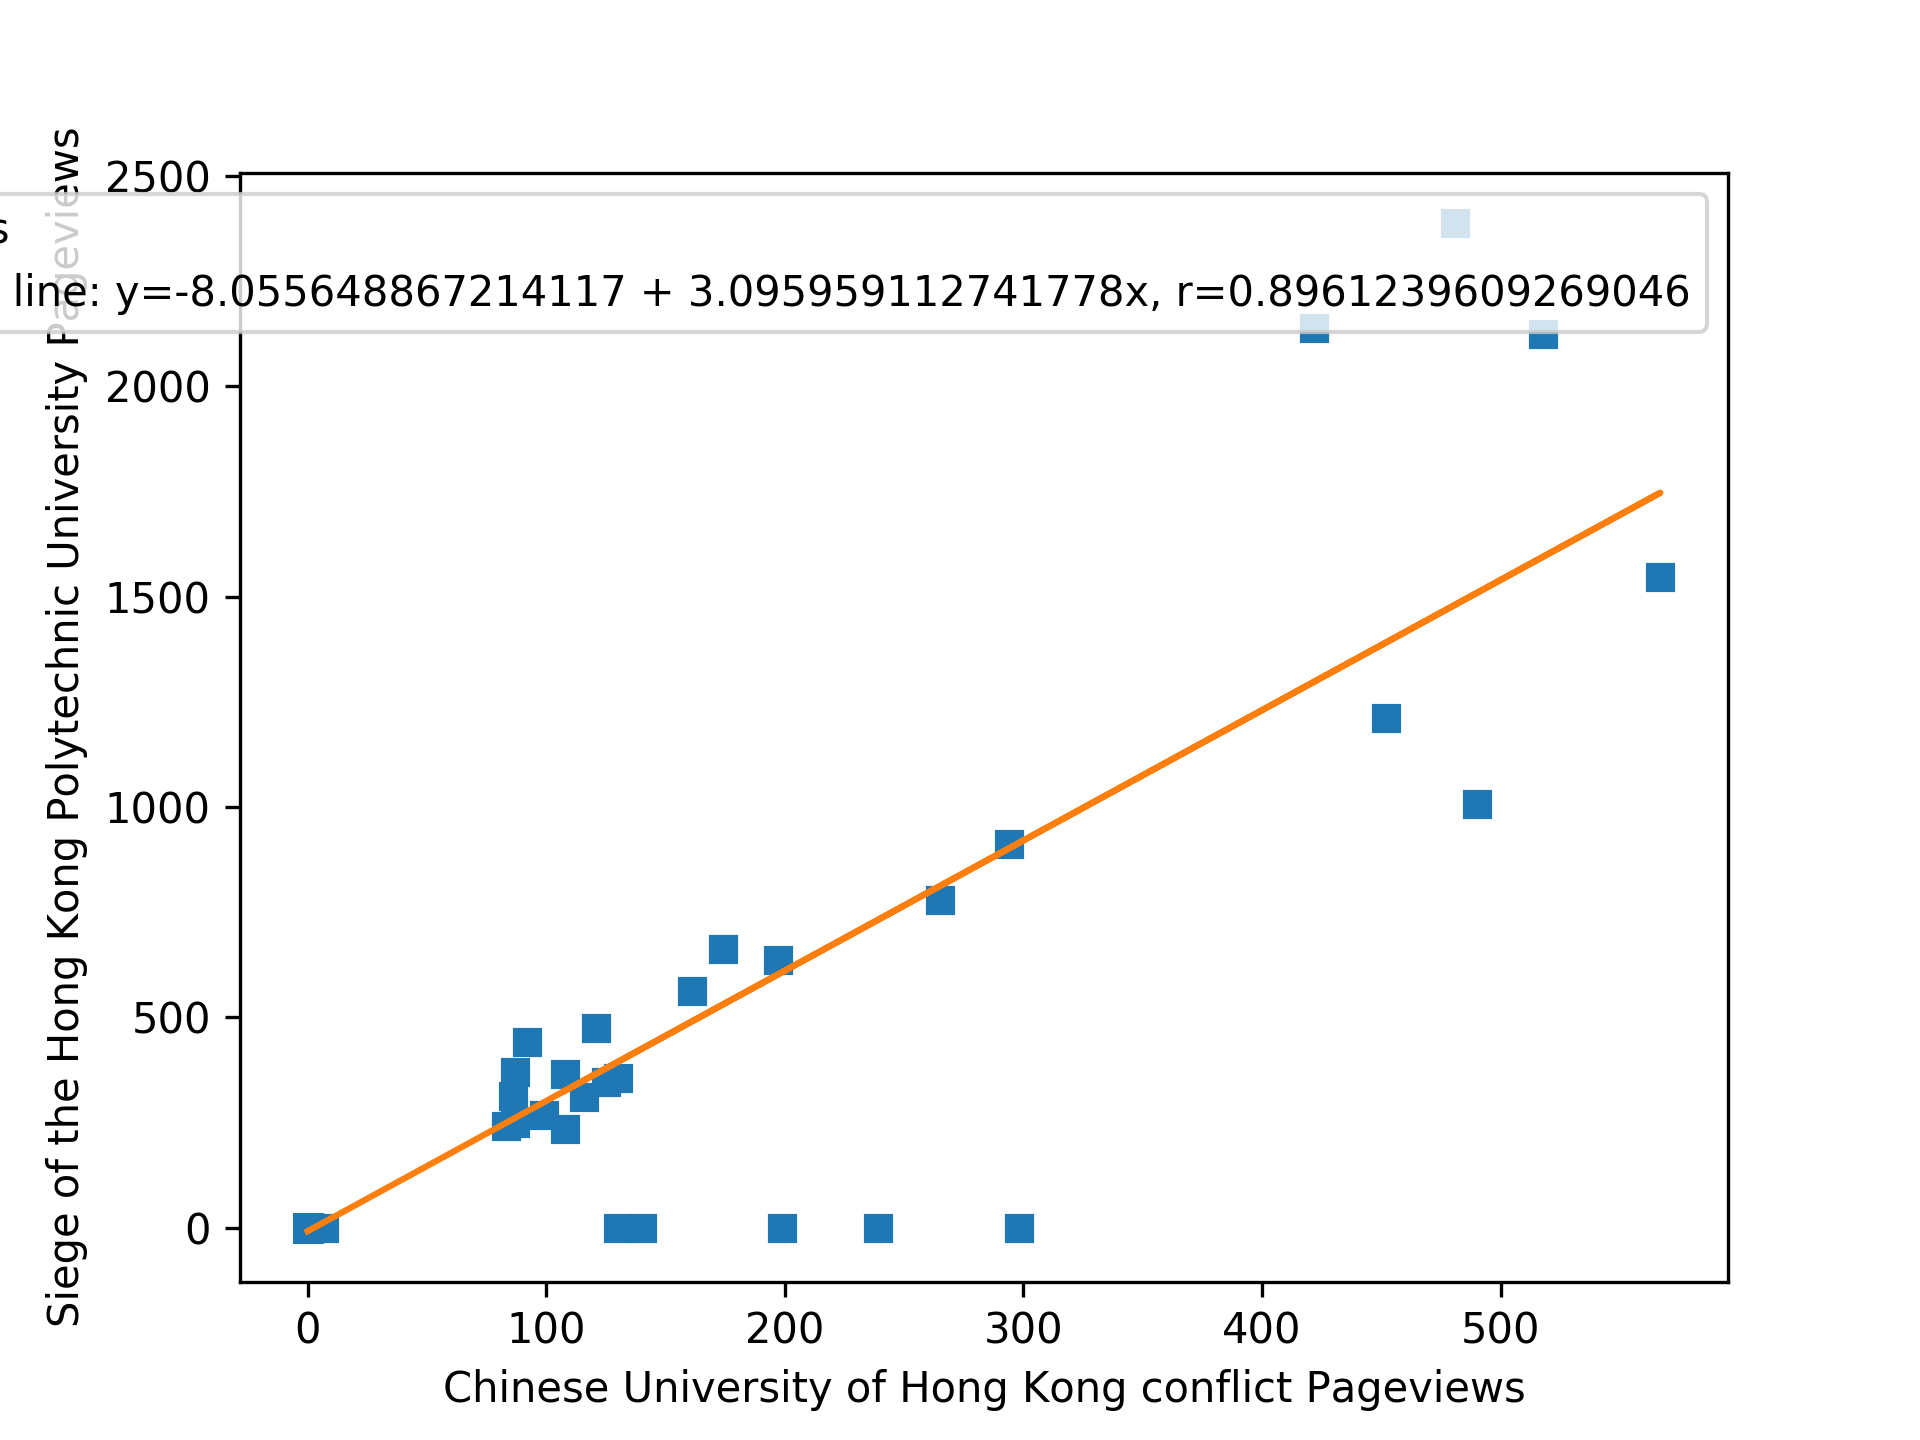 s
line: y=-8.055648867214117 + 3.095959112741778x, r=0.8961239609269046
Siege of the Hong Kong Polytechnic University Pageviews
2500
2000
1500
1000
500
0
0 100 200 300 400 500
Chinese University of Hong Kong conflict Pageviews